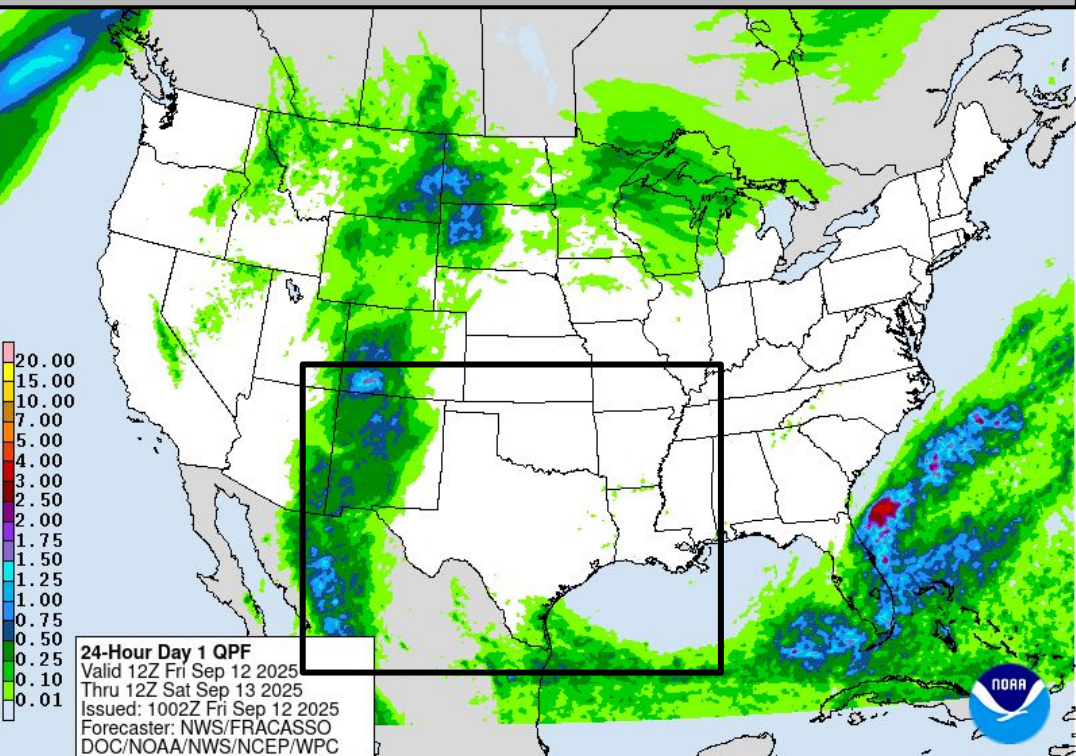 20.00
15.00
10.00
7.00
5.00
4.00
3.00
2.50
2.00
1.75
1.50
1.25
1.00
0.75
0.50
0.25
0.10
0.01
24-Hour Day 1 QPF
Valid 12Z Fri Sep 12 2025
Thru 12Z Sat Sep 13 2025
Issued: 1002Z Fri Sep 12 2025
Forecaster: NWS/FRACASSO
DOC/NOAA/NWS/NCEP/WPC
NOAA